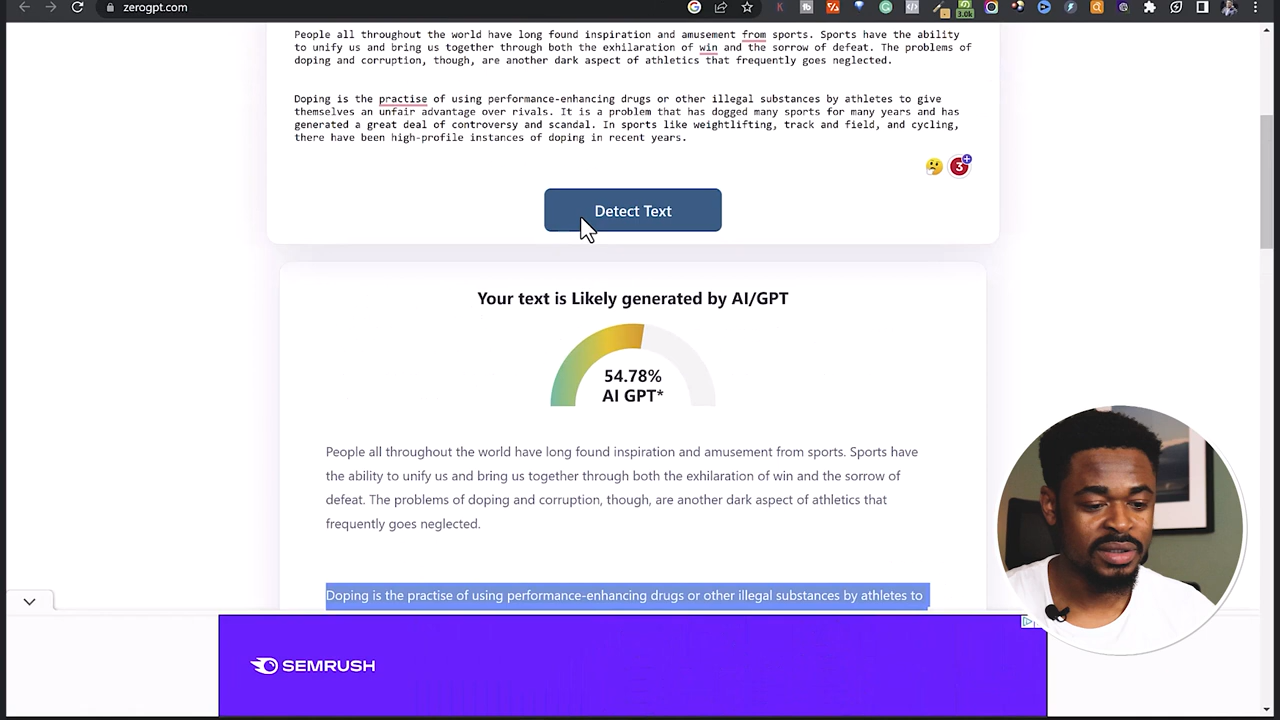 zerogpt.com
3.0k
People all throughout the world have long found inspiration and amusement from sports. Sports have the ability
to unify us and bring us together through both the exhilaration of win and the sorrow of defeat. The problems of
doping and corruption, though, are another dark aspect of athletics that frequently goes neglected.
Doping is the practise of using performance-enhancing drugs or other illegal substances by athletes to give
themselves an unfair advantage over rivals. It is a problem that has dogged many sports for many years and has
generated a great deal of controversy and scandal. In sports like weightlifting, track and field, and cycling,
there have been high-profile instances of doping in recent years.
3
Detect Text
Your text is Likely generated by AI/GPT
54.78%
AI GPT*
People all throughout the world have long found inspiration and amusement from sports. Sports have
the ability to unify us and bring us together through both the exhilaration of win and the sorrow of
defeat. The problems of doping and corruption, though, are another dark aspect of athletics that
frequently goes neglected.
Doping is the practise of using performance-enhancing drugs or other illegal substances by athletes to
SEMRUSH